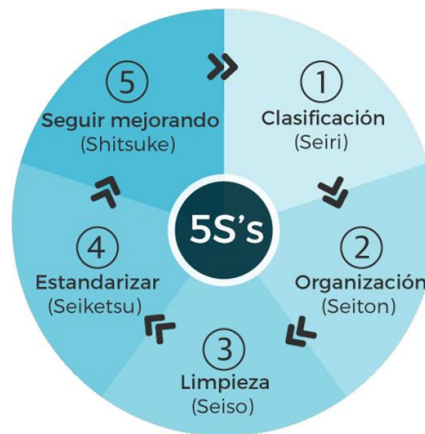 5S's
1
Clasificación
(Seiri)
2
Organización
(Seiton)
3
Limpieza
(Seiso)
4
Estandarizar
(Seiketsu)
5
Seguir mejorando
(Shitsuke)